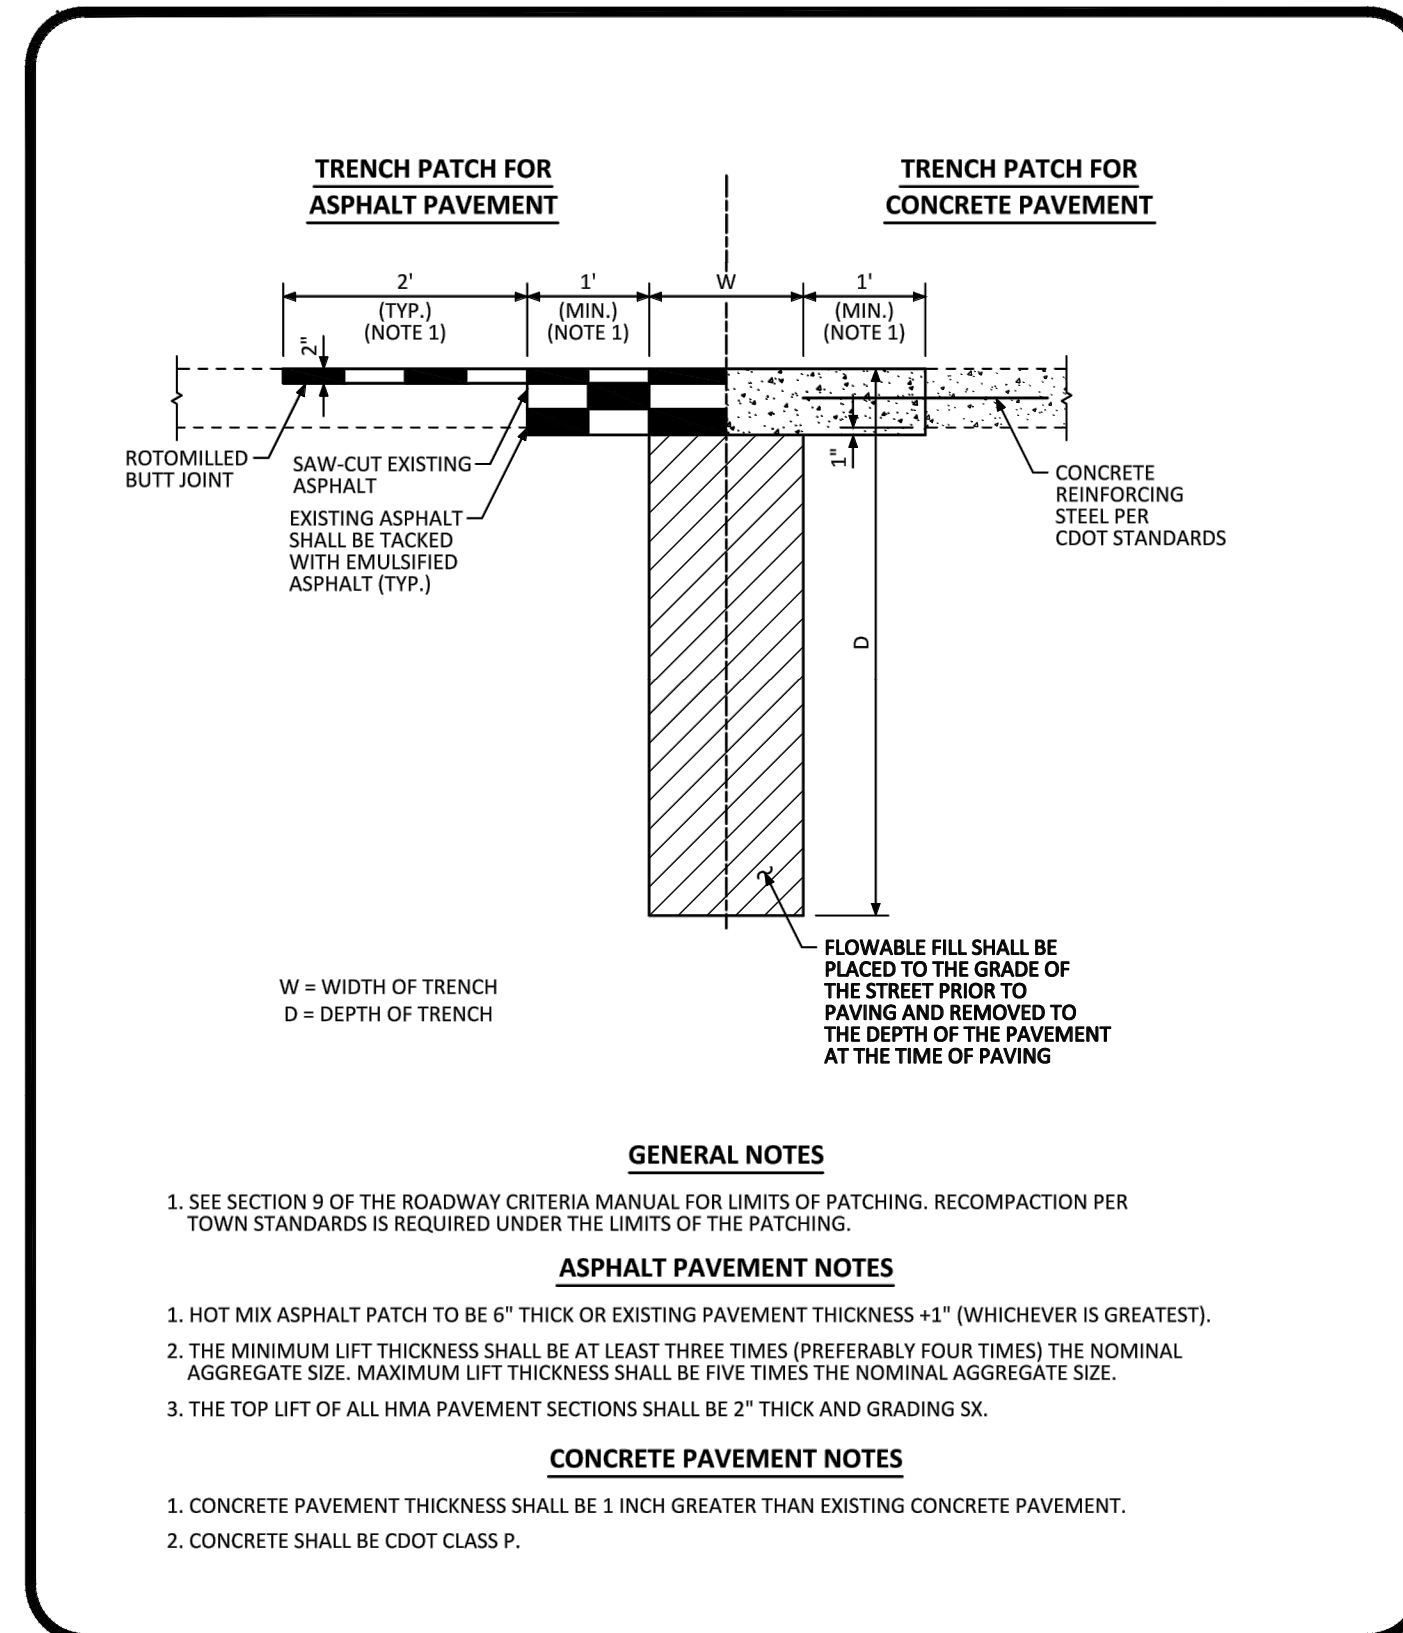 TRENCH PATCH FOR
ASPHALT PAVEMENT
TRENCH PATCH FOR
CONCRETE PAVEMENT
2'
(TYP.)
(NOTE 1)
1'
(MIN.)
(NOTE 1)
W
1'
(MIN.)
(NOTE 1)
2"
ROTOMILLED
BUTT JOINT
SAW-CUT EXISTING
ASPHALT
EXISTING ASPHALT
SHALL BE TACKED
WITH EMULSIFIED
ASPHALT (TYP.)
1"
CONCRETE
REINFORCING
STEEL PER
CDOT STANDARDS
D
FLOWABLE FILL SHALL BE
PLACED TO THE GRADE OF
THE STREET PRIOR TO
PAVING AND REMOVED TO
THE DEPTH OF THE PAVEMENT
AT THE TIME OF PAVING
W = WIDTH OF TRENCH
D = DEPTH OF TRENCH
GENERAL NOTES
1. SEE SECTION 9 OF THE ROADWAY CRITERIA MANUAL FOR LIMITS OF PATCHING. RECOMPACTION PER
TOWN STANDARDS IS REQUIRED UNDER THE LIMITS OF THE PATCHING.
ASPHALT PAVEMENT NOTES
1. HOT MIX ASPHALT PATCH TO BE 6" THICK OR EXISTING PAVEMENT THICKNESS +1" (WHICHEVER IS GREATEST).
2. THE MINIMUM LIFT THICKNESS SHALL BE AT LEAST THREE TIMES (PREFERABLY FOUR TIMES) THE NOMINAL
AGGREGATE SIZE. MAXIMUM LIFT THICKNESS SHALL BE FIVE TIMES THE NOMINAL AGGREGATE SIZE.
3. THE TOP LIFT OF ALL HMA PAVEMENT SECTIONS SHALL BE 2" THICK AND GRADING SX.
CONCRETE PAVEMENT NOTES
1. CONCRETE PAVEMENT THICKNESS SHALL BE 1 INCH GREATER THAN EXISTING CONCRETE PAVEMENT.
2. CONCRETE SHALL BE CDOT CLASS P.